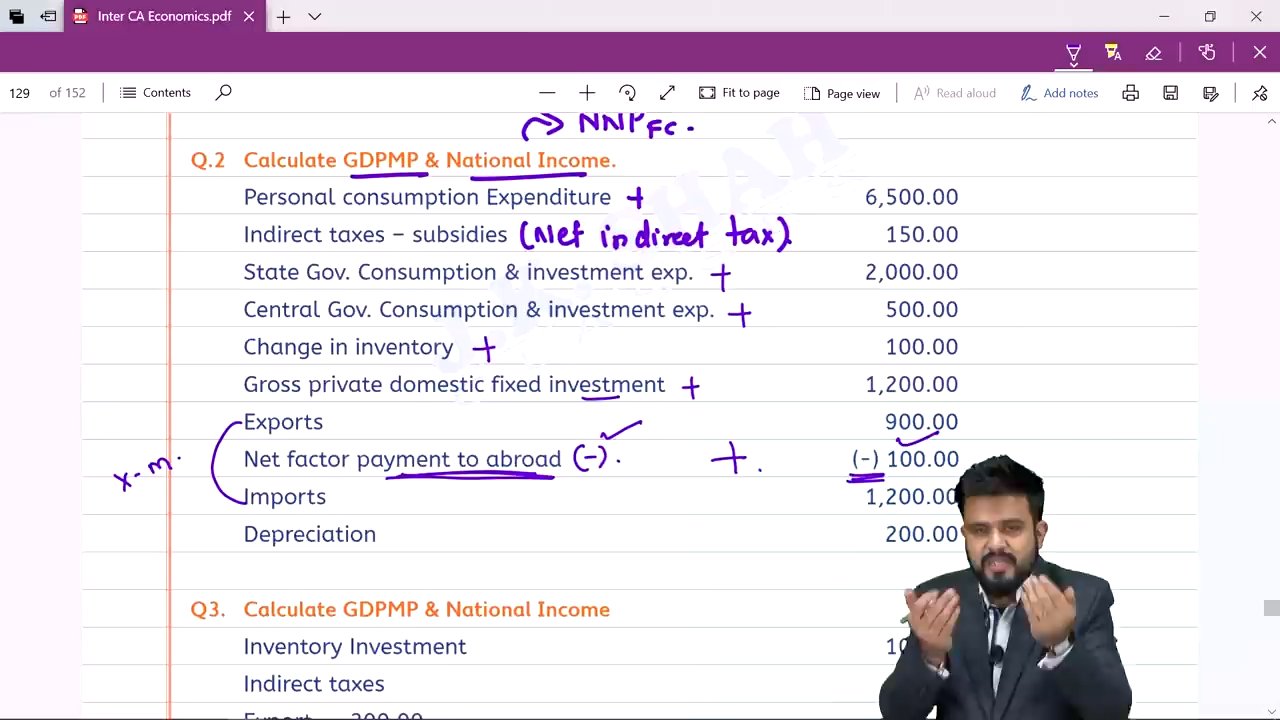 Inter CA Economics.pdf
129 of 152
Contents
Fit to page
Page view
Read aloud
Add notes
NNP FC.
Q.2 Calculate GDPMP & National Income.
Personal consumption Expenditure + 6,500.00
Indirect taxes – subsidies (Net indirect tax). 150.00
State Gov. Consumption & investment exp. + 2,000.00
Central Gov. Consumption & investment exp. + 500.00
Change in inventory + 100.00
Gross private domestic fixed investment + 1,200.00
Exports 900.00
x-m. Net factor payment to abroad (-). +. (-) 100.00
Imports 1,200.00
Depreciation 200.00
Q3. Calculate GDPMP & National Income
Inventory Investment
Indirect taxes